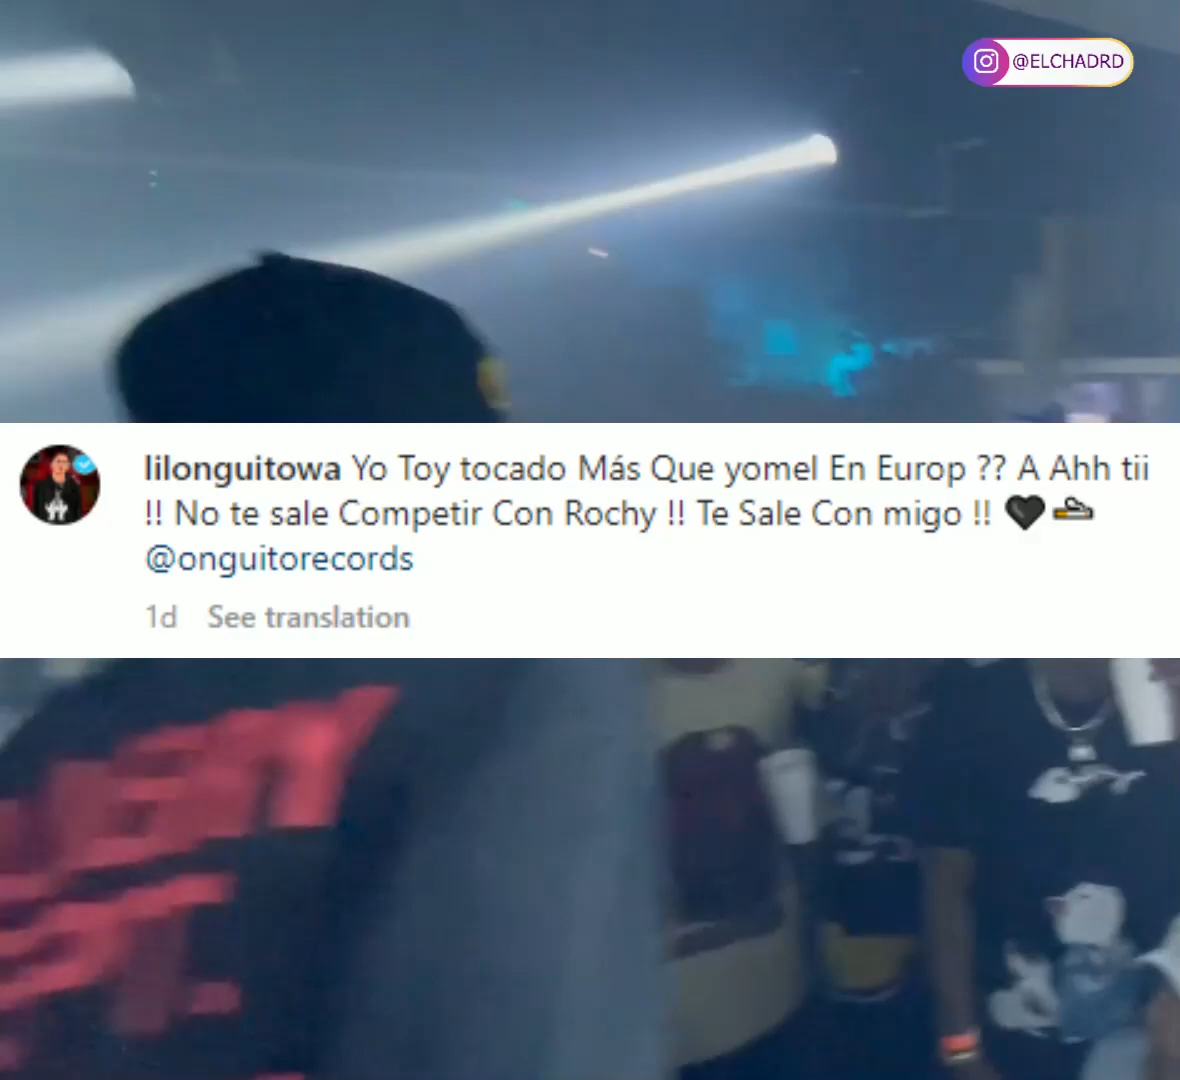 @ELCHADRD
lilonguitowa Yo Toy tocado Más Que yomel En Europ ?? A Ahh tii
!! No te sale Competir Con Rochy !! Te Sale Con migo !! 🖤🚬
@onguitorecords
1d See translation